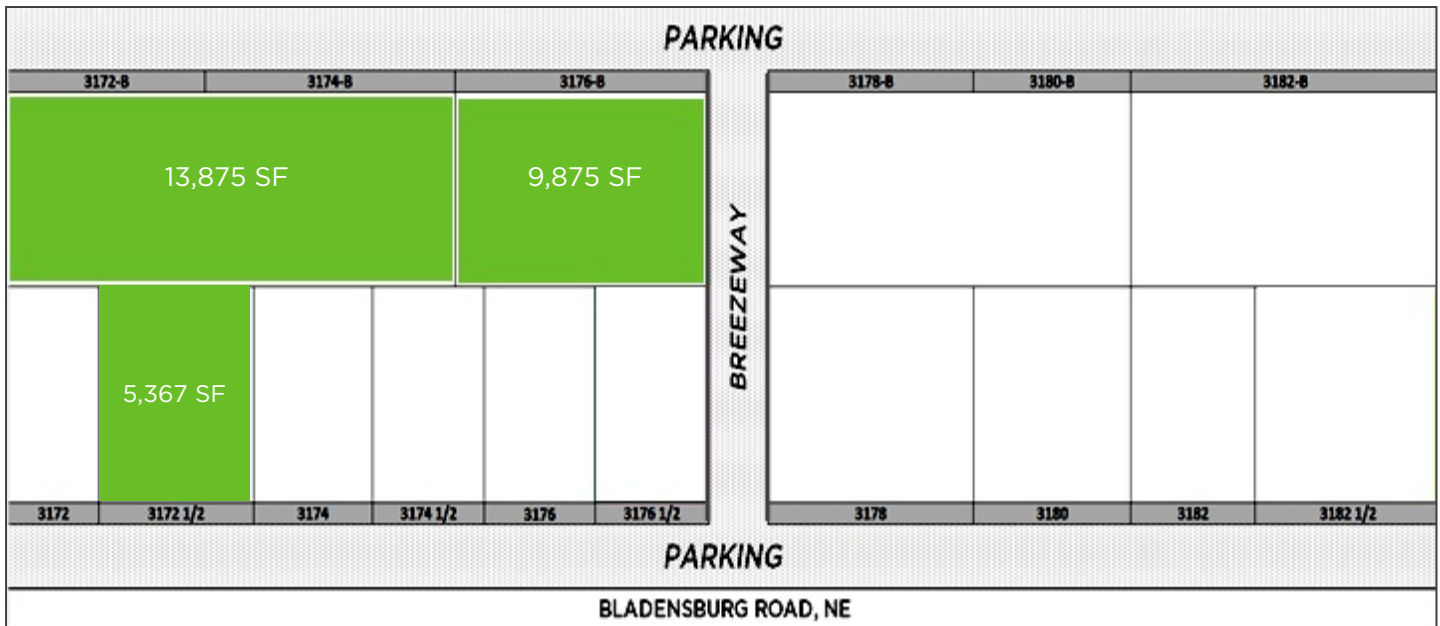 PARKING
3172-B 3174-B 3176-B 3178-B 3180-B 3182-B
13,875 SF 9,875 SF
BREEZEWAY
5,367 SF
3172 3172 1/2 3174 3174 1/2 3176 3176 1/2 3178 3180 3182 3182 1/2
PARKING
BLADENSBURG ROAD, NE